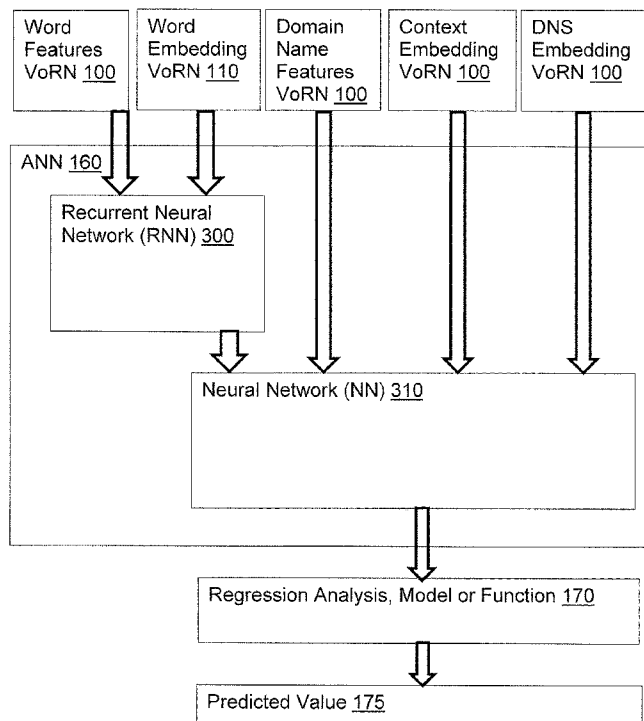 Word
Features
VoRN 100
Word
Embedding
VoRN 110
Domain
Name
Features
VoRN 100
Context
Embedding
VoRN 100
DNS
Embedding
VoRN 100
ANN 160
Recurrent Neural
Network (RNN) 300
Neural Network (NN) 310
Regression Analysis, Model or Function 170
Predicted Value 175